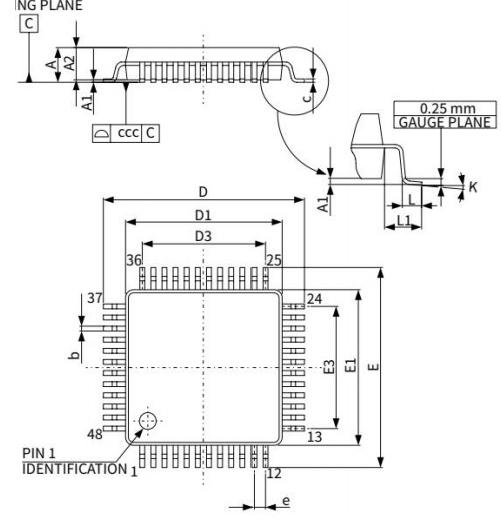 ING PLANE
C
A
A2
A1
c
ccc C
0.25 mm
GAUGE PLANE
K
A1
L
L1
D
D1
D3
36
25
37
24
b
E3
E1
E
48
13
PIN 1
IDENTIFICATION 1
12
e